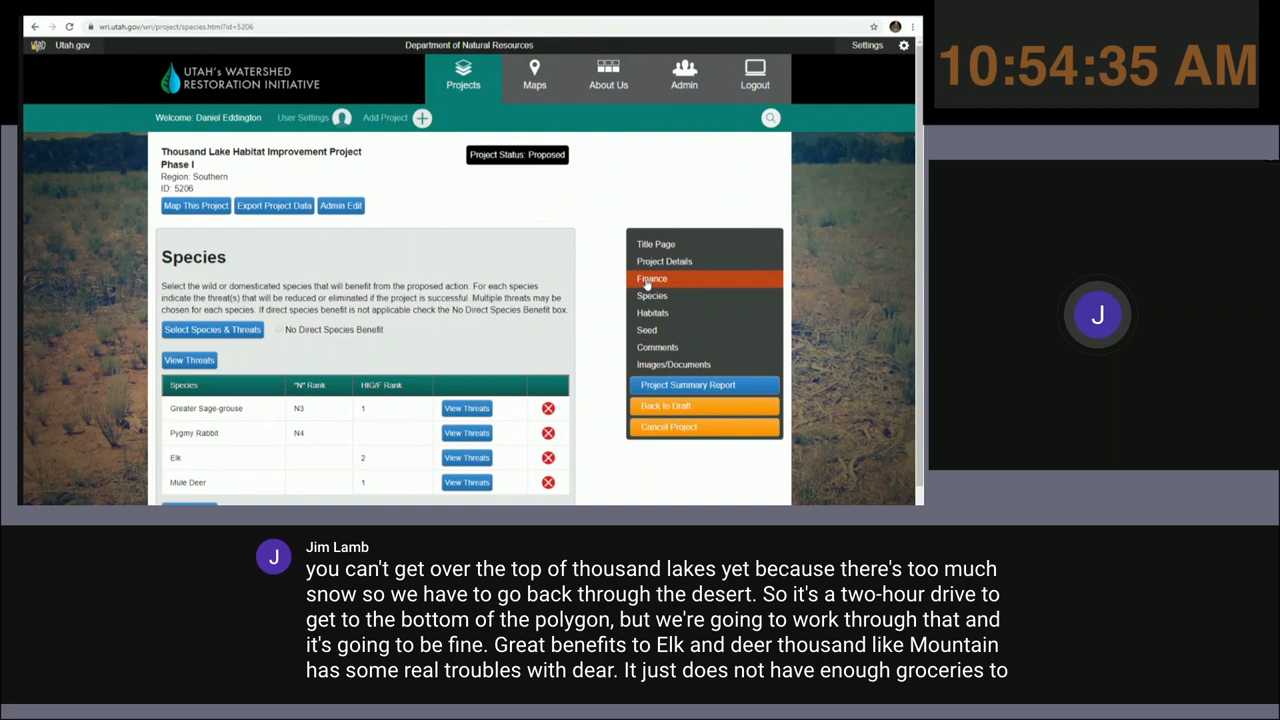 wri.utah.gov/wri/project/species.html?id=5206
Utah.gov
Department of Natural Resources
Settings
10:54:35 AM
UTAH's WATERSHED
RESTORATION INITIATIVE
Projects
Maps
About Us
Admin
Logout
Welcome: Daniel Eddington
User Settings
Add Project
Thousand Lake Habitat Improvement Project
Phase I
Region: Southern
ID: 5206
Project Status: Proposed
Map This Project
Export Project Data
Admin Edit
Species
Select the wild or domesticated species that will benefit from the proposed action. For each species
indicate the threat(s) that will be reduced or eliminated if the project is successful. Multiple threats may be
chosen for each species. If direct species benefit is not applicable check the No Direct Species Benefit box.
Select Species & Threats
No Direct Species Benefit
View Threats
Species "N" Rank HIG/F Rank
Greater Sage-grouse N3 1 View Threats
Pygmy Rabbit N4 View Threats
Elk 2 View Threats
Mule Deer 1 View Threats
Title Page
Project Details
Finance
Species
Habitats
Seed
Comments
Images/Documents
Project Summary Report
Back to Draft
Cancel Project
J
J
Jim Lamb
you can't get over the top of thousand lakes yet because there's too much
snow so we have to go back through the desert. So it's a two-hour drive to
get to the bottom of the polygon, but we're going to work through that and
it's going to be fine. Great benefits to Elk and deer thousand like Mountain
has some real troubles with dear. It just does not have enough groceries to